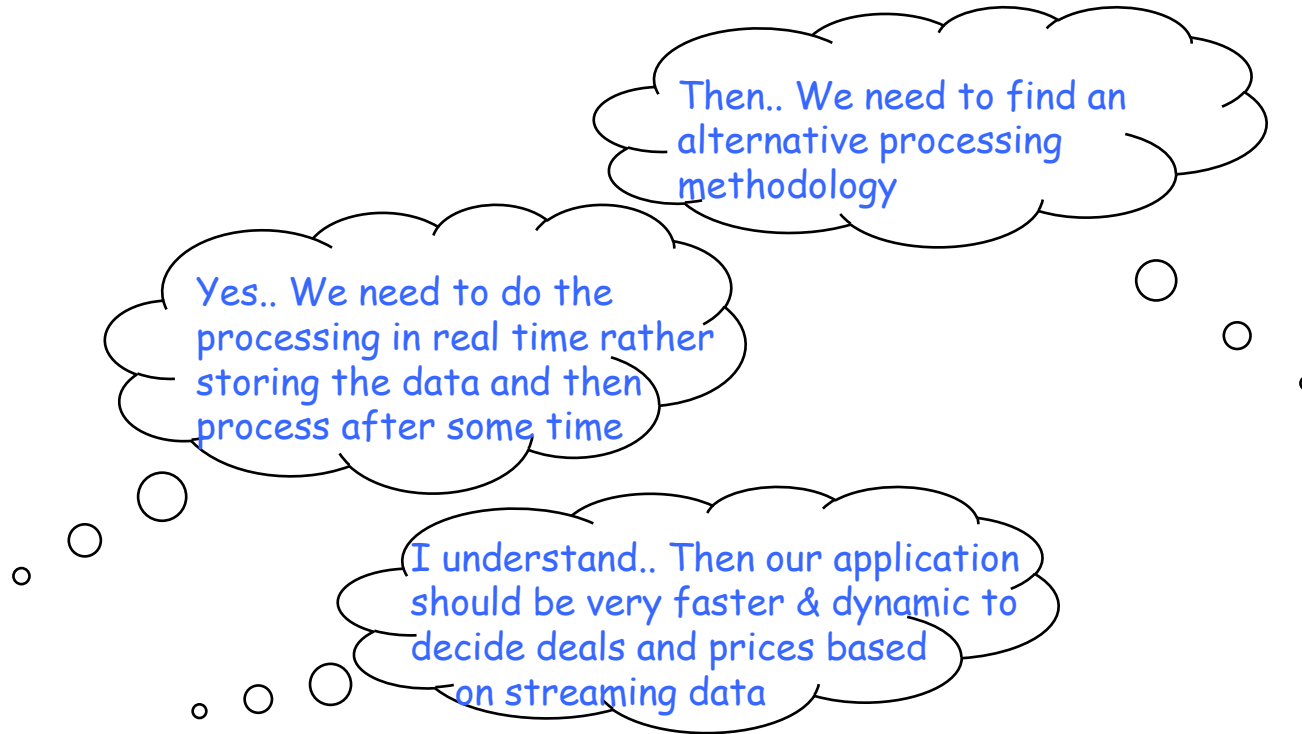 Then.. We need to find an
alternative processing
methodology
Yes.. We need to do the
processing in real time rather
storing the data and then
process after some time
I understand.. Then our application
should be very faster & dynamic to
decide deals and prices based
on streaming data